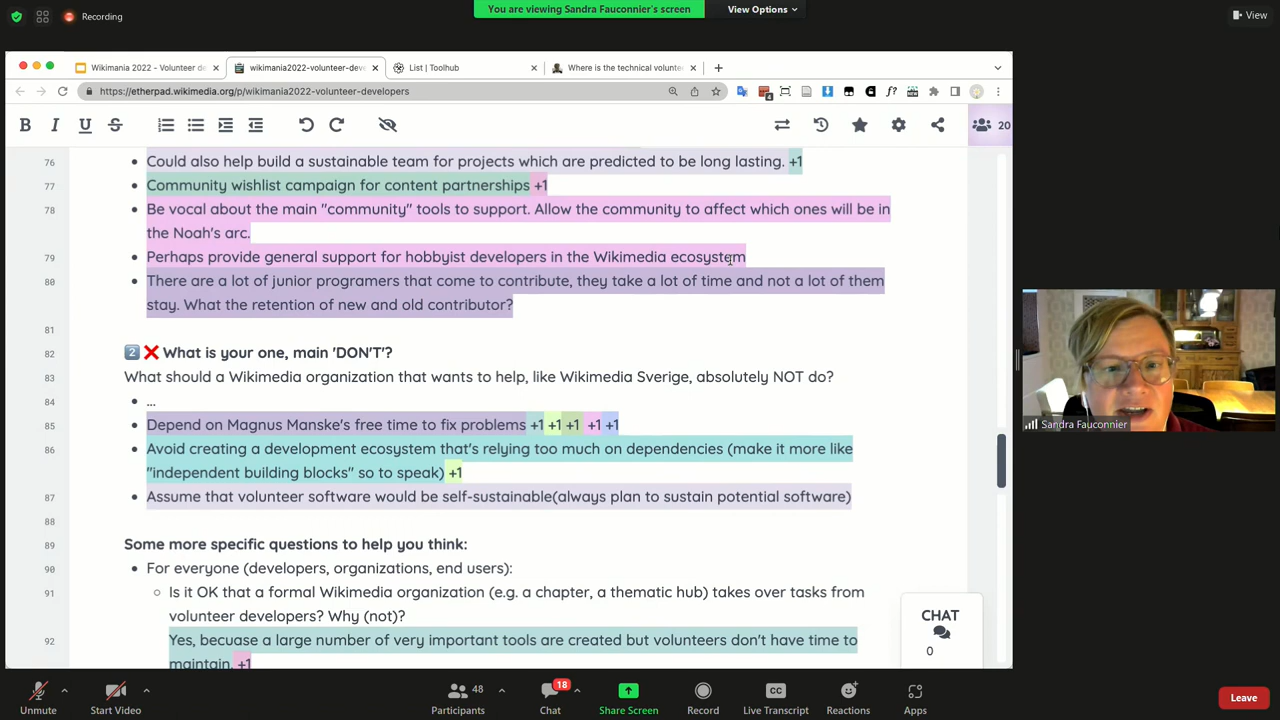 Recording
You are viewing Sandra Fauconnier's screen
View Options
View
Wikimania 2022 - Volunteer de
wikimania2022-volunteer-dev
List | Toolhub
Where is the technical volunte
https://etherpad.wikimedia.org/p/wikimania2022-volunteer-developers
20
76 Could also help build a sustainable team for projects which are predicted to be long lasting. +1
77 Community wishlist campaign for content partnerships +1
78 Be vocal about the main "community" tools to support. Allow the community to affect which ones will be in
the Noah's arc.
79 Perhaps provide general support for hobbyist developers in the Wikimedia ecosystem
80 There are a lot of junior programers that come to contribute, they take a lot of time and not a lot of them
stay. What the retention of new and old contributor?
81
82 2 ❌ What is your one, main 'DON'T'?
83 What should a Wikimedia organization that wants to help, like Wikimedia Sverige, absolutely NOT do?
84 ...
85 Depend on Magnus Manske's free time to fix problems +1 +1 +1 +1 +1
86 Avoid creating a development ecosystem that's relying too much on dependencies (make it more like
"independent building blocks" so to speak) +1
87 Assume that volunteer software would be self-sustainable(always plan to sustain potential software)
88
89 Some more specific questions to help you think:
90 For everyone (developers, organizations, end users):
91 Is it OK that a formal Wikimedia organization (e.g. a chapter, a thematic hub) takes over tasks from
volunteer developers? Why (not)?
92 Yes, becuase a large number of very important tools are created but volunteers don't have time to
maintain. +1
CHAT
0
Sandra Fauconnier
Unmute
Start Video
48
Participants
18
Chat
Share Screen
Record
CC
Live Transcript
Reactions
Apps
Leave